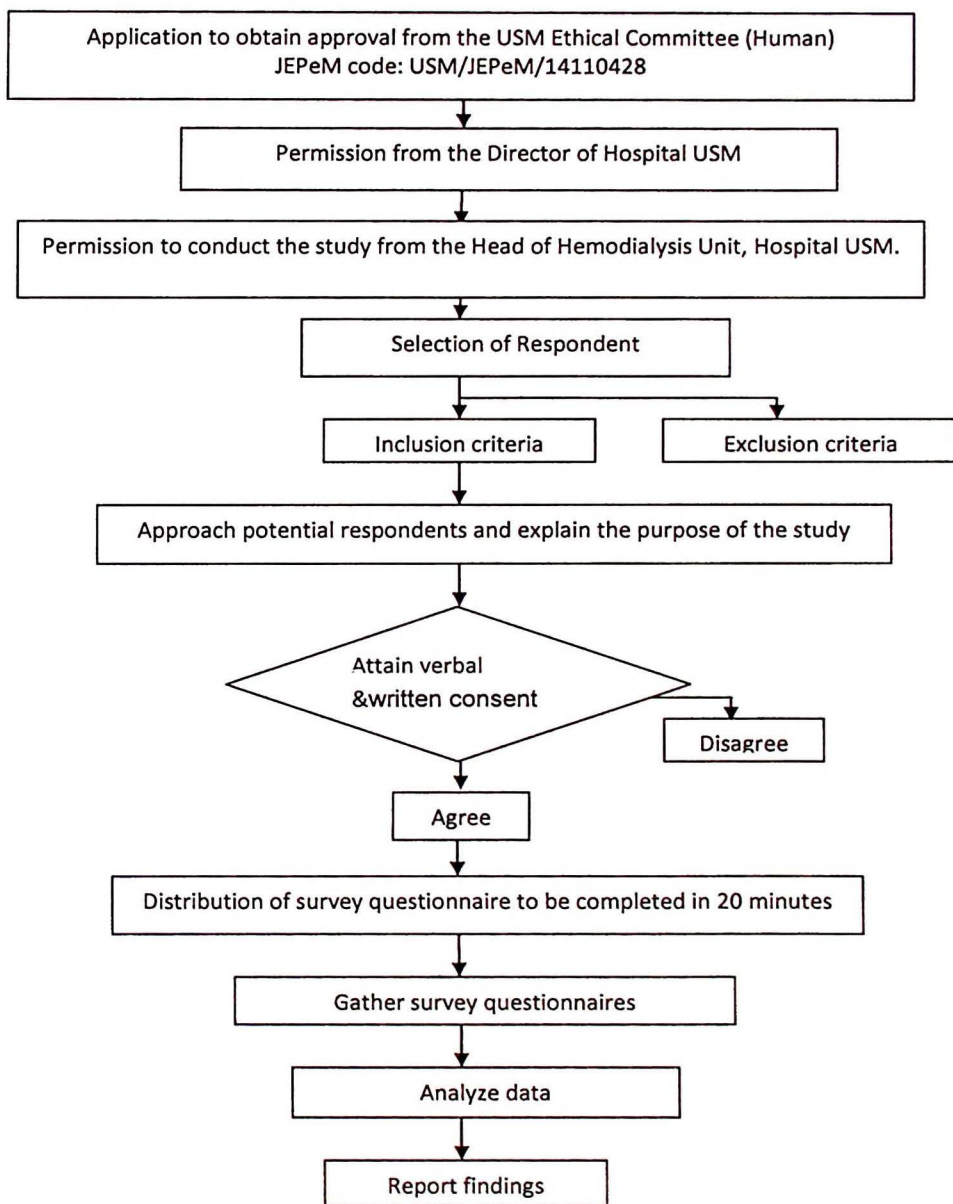 Application to obtain approval from the USM Ethical Committee (Human)
JEPeM code: USM/JEPeM/14110428
Permission from the Director of Hospital USM
Permission to conduct the study from the Head of Hemodialysis Unit, Hospital USM.
Selection of Respondent
Inclusion criteria
Exclusion criteria
Approach potential respondents and explain the purpose of the study
Attain verbal
&written consent
Disagree
Agree
Distribution of survey questionnaire to be completed in 20 minutes
Gather survey questionnaires
Analyze data
Report findings